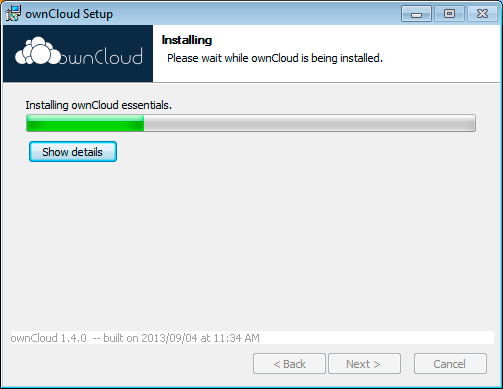 ownCloud Setup
ownCloud
Installing
Please wait while ownCloud is being installed.
Installing ownCloud essentials.
Show details
ownCloud 1.4.0 -- built on 2013/09/04 at 11:34 AM
< Back
Next >
Cancel